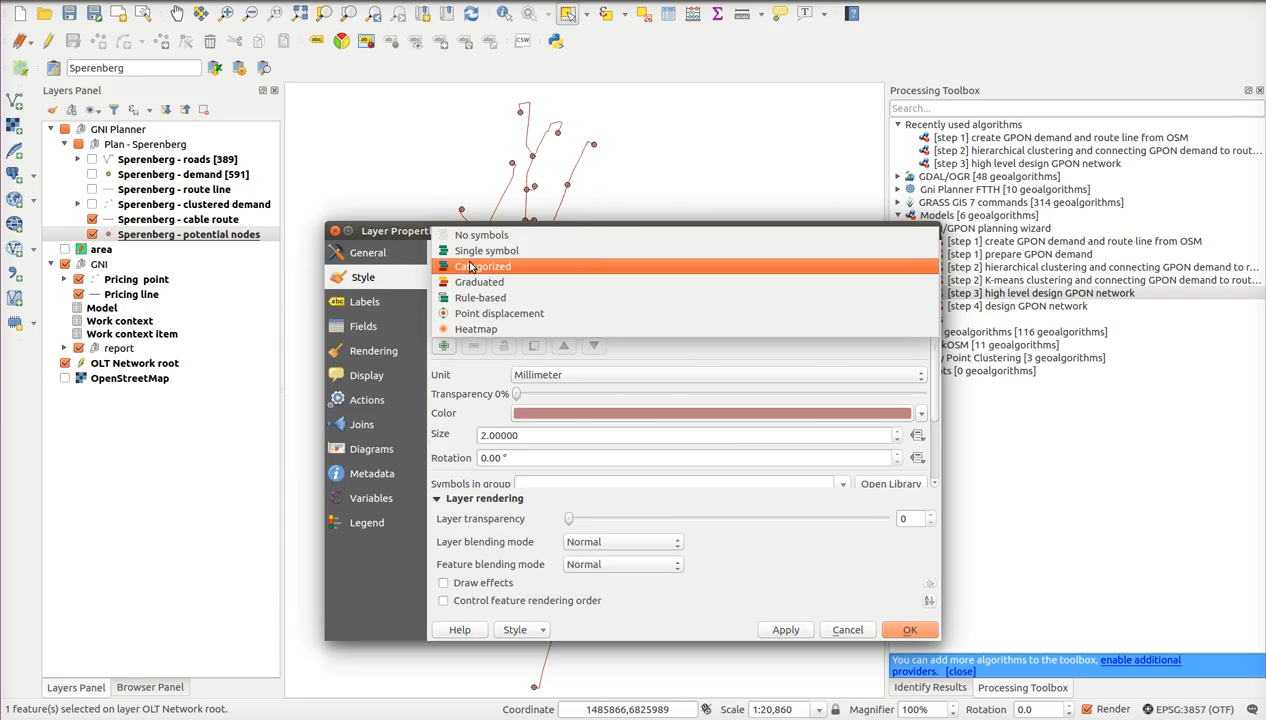 Sperenberg
Layers Panel
GNI Planner
Plan - Sperenberg
Sperenberg - roads [389]
Sperenberg - demand [591]
Sperenberg - route line
Sperenberg - clustered demand
Sperenberg - cable route
Sperenberg - potential nodes
area
GNI
Pricing point
Pricing line
Model
Work context
Work context item
report
OLT Network root
OpenStreetMap
Layers Panel
Browser Panel
Layer Properti
General
Style
Labels
Fields
Rendering
Display
Actions
Joins
Diagrams
Metadata
Variables
Legend
No symbols
Single symbol
Categorized
Graduated
Rule-based
Point displacement
Heatmap
Unit
Millimeter
Transparency 0%
Color
Size
2.00000
Rotation
0.00 °
Symbols in group
Open Library
Layer rendering
Layer transparency
0
Layer blending mode
Normal
Feature blending mode
Normal
Draw effects
Control feature rendering order
Help
Style
Apply
Cancel
OK
Processing Toolbox
Search...
Recently used algorithms
[step 1] create GPON demand and route line from OSM
[step 2] hierarchical clustering and connecting GPON demand to rout...
[step 3] high level design GPON network
GDAL/OGR [48 geoalgorithms]
Gni Planner FTTH [10 geoalgorithms]
GRASS GIS 7 commands [314 geoalgorithms]
Models [6 geoalgorithms]
planning wizard
[step 1] create GPON demand and route line from OSM
[step 1] prepare GPON demand
[step 2] hierarchical clustering and connecting GPON demand to r...
[step 2] K-means clustering and connecting GPON demand to rout...
[step 3] high level design GPON network
[step 4] design GPON network
geoalgorithms [116 geoalgorithms]
OSM [11 geoalgorithms]
Point Clustering [3 geoalgorithms]
[0 geoalgorithms]
You can add more algorithms to the toolbox, enable additional
providers. [close]
Identify Results
Processing Toolbox
1 feature(s) selected on layer OLT Network root.
Coordinate
1485866,6825989
Scale
1:20,860
Magnifier
100%
Rotation
0.0
Render
EPSG:3857 (OTF)